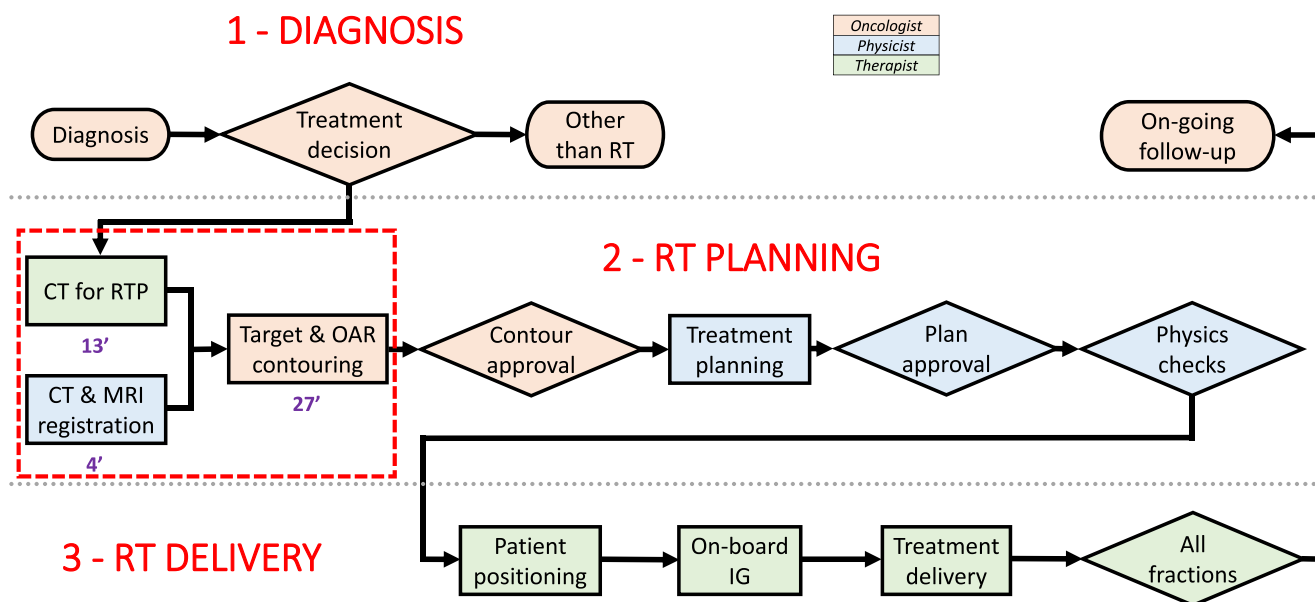 1 - DIAGNOSIS
Oncologist
Physicist
Therapist
Diagnosis
Treatment
decision
Other
than RT
On-going
follow-up
2 - RT PLANNING
CT for RTP
13’
CT & MRI
registration
4’
Target & OAR
contouring
27’
Contour
approval
Treatment
planning
Plan
approval
Physics
checks
3 - RT DELIVERY
Patient
positioning
On-board
IG
Treatment
delivery
All
fractions